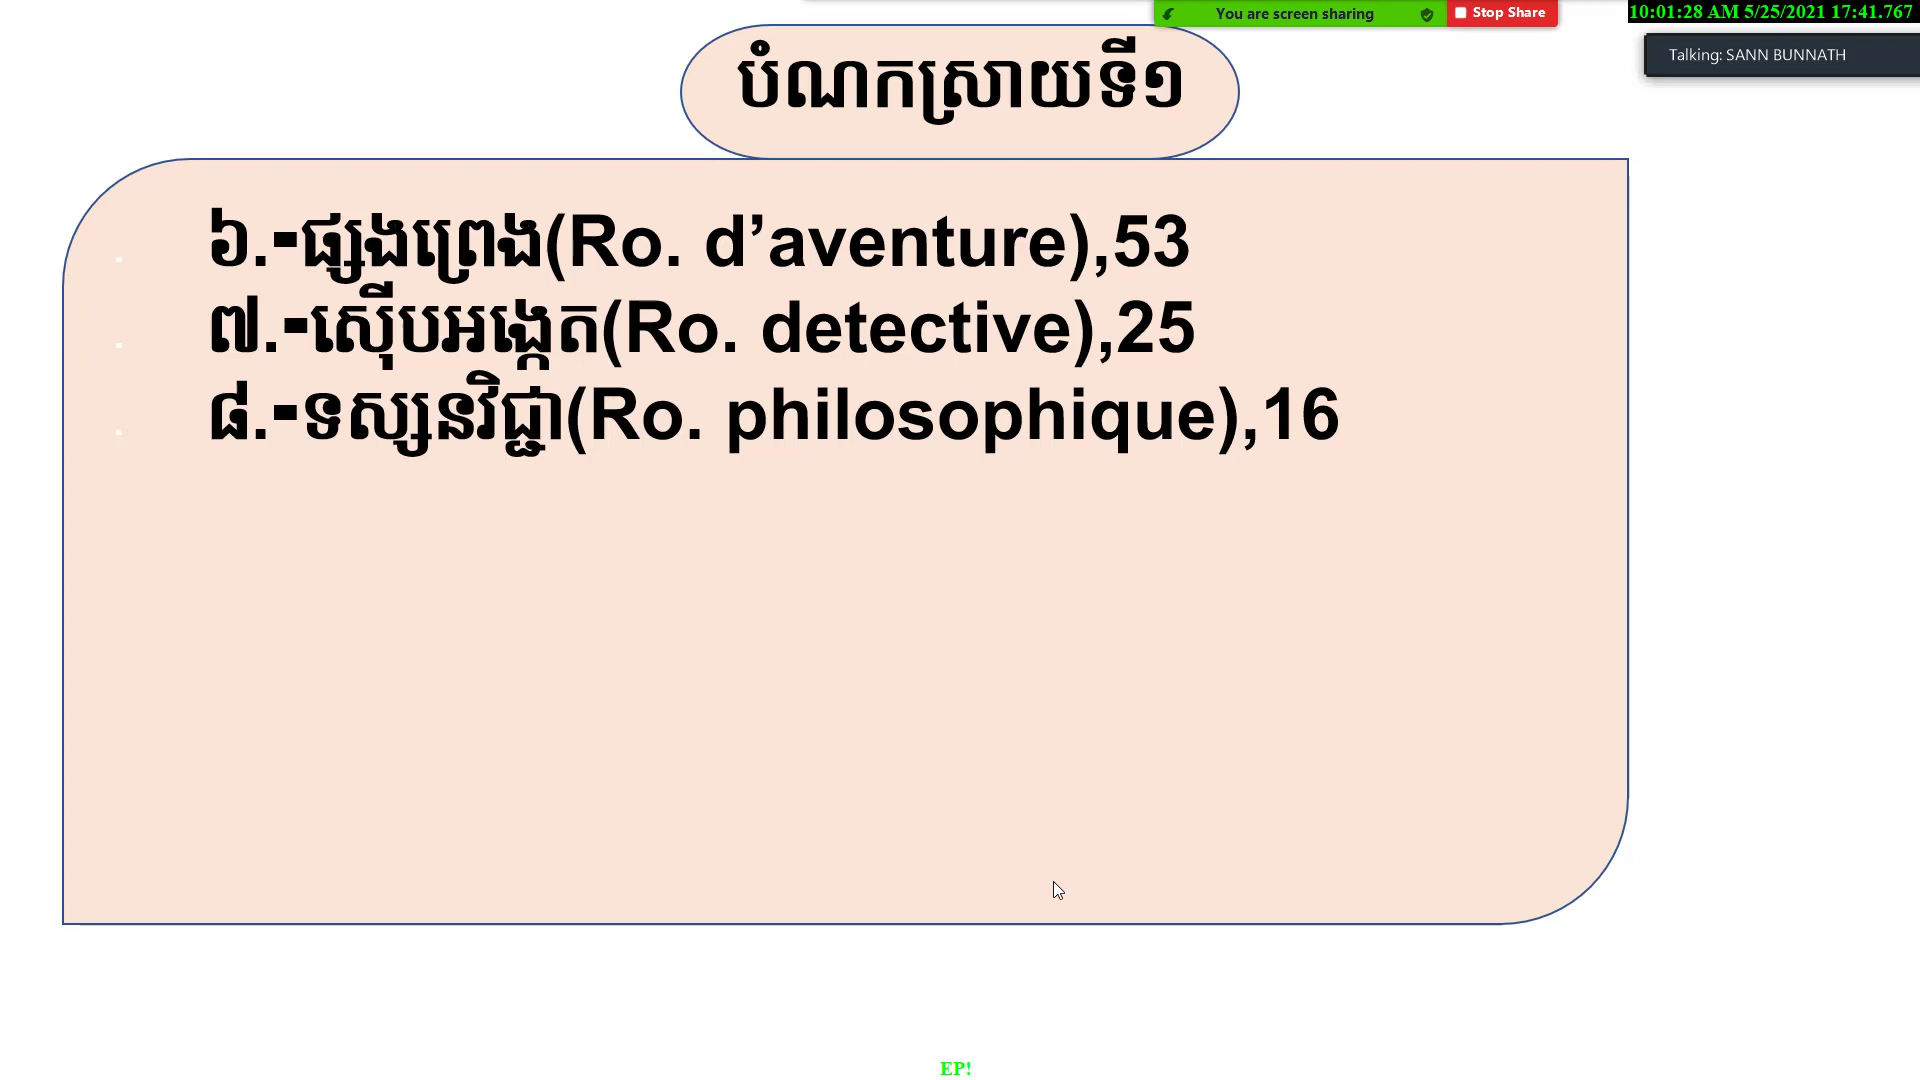 You are screen sharing
Stop Share
10:01:28 AM 5/25/2021 17:41.767
Talking: SANN BUNNATH
បំណកស្រាយទី១
៦.-ផ្សងព្រេង(Ro. d’aventure),53
៧.-ស៊ើបអង្កេត(Ro. detective),25
៨.-ទស្សនវិជ្ជា(Ro. philosophique),16
EP!